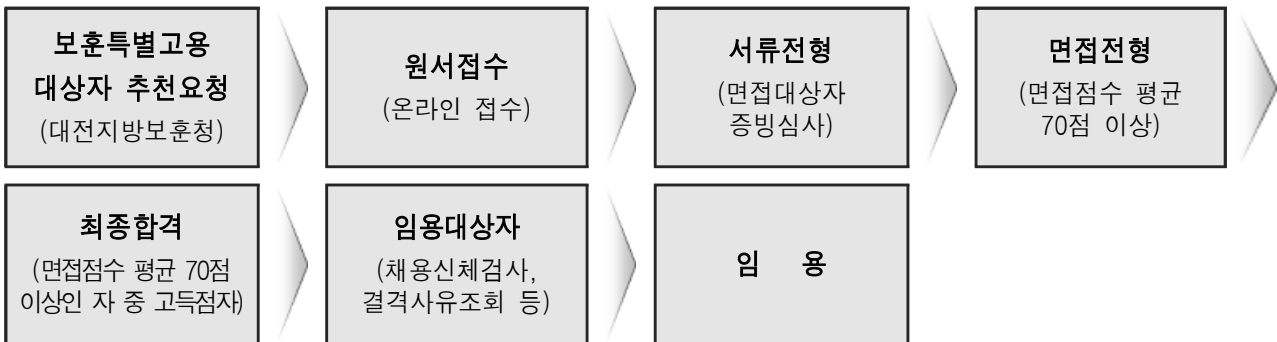 보훈특별고용
대상자 추천요청
(대전지방보훈청)
원서접수
(온라인 접수)
서류전형
(면접대상자
증빙심사)
면접전형
(면접점수 평균
70점 이상)
최종합격
(면접점수 평균 70점
이상인 자 중 고득점자)
임용대상자
(채용신체검사,
결격사유조회 등)
임 용